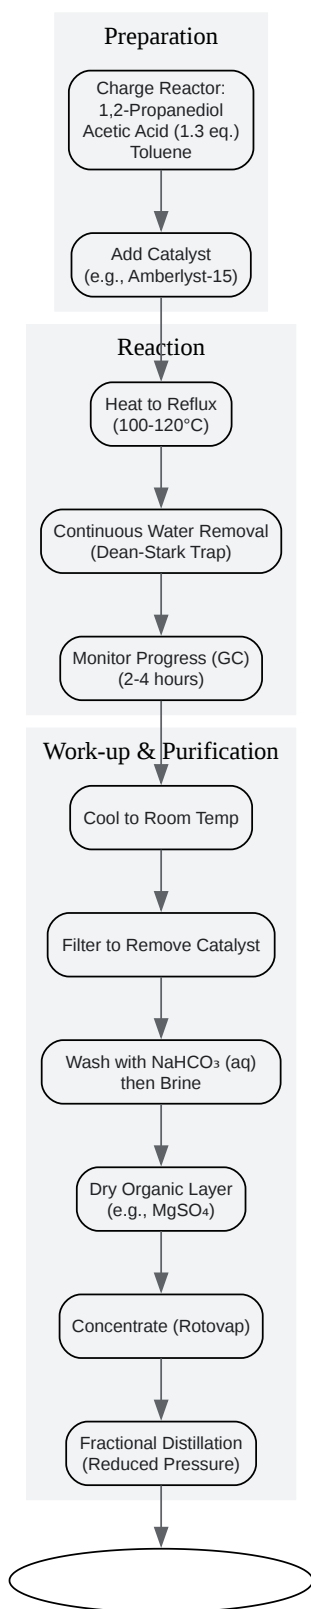 Preparation
Charge Reactor:
1,2-Propanediol
Acetic Acid (1.3 eq.)
Toluene
Add Catalyst
(e.g., Amberlyst-15)
Reaction
Heat to Reflux
(100-120°C)
Continuous Water Removal
(Dean-Stark Trap)
Monitor Progress (GC)
(2-4 hours)
Work-up & Purification
Cool to Room Temp
Filter to Remove Catalyst
Wash with NaHCO₃ (aq)
then Brine
Dry Organic Layer
(e.g., MgSO₄)
Concentrate (Rotovap)
Fractional Distillation
(Reduced Pressure)